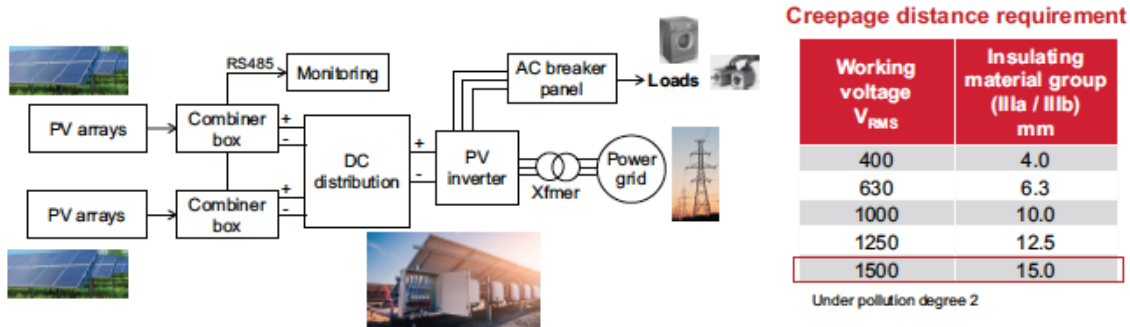 Creepage distance requirement
RS485
Monitoring
AC breaker
panel
Loads
PV arrays
Combiner
box
+
-
DC
distribution
+
-
PV
inverter
Xfmer
Power
grid
PV arrays
Combiner
box
+
-
Working
voltage
VRMS
Insulating
material group
(IIIa / IIIb)
mm
400 4.0
630 6.3
1000 10.0
1250 12.5
1500 15.0
Under pollution degree 2